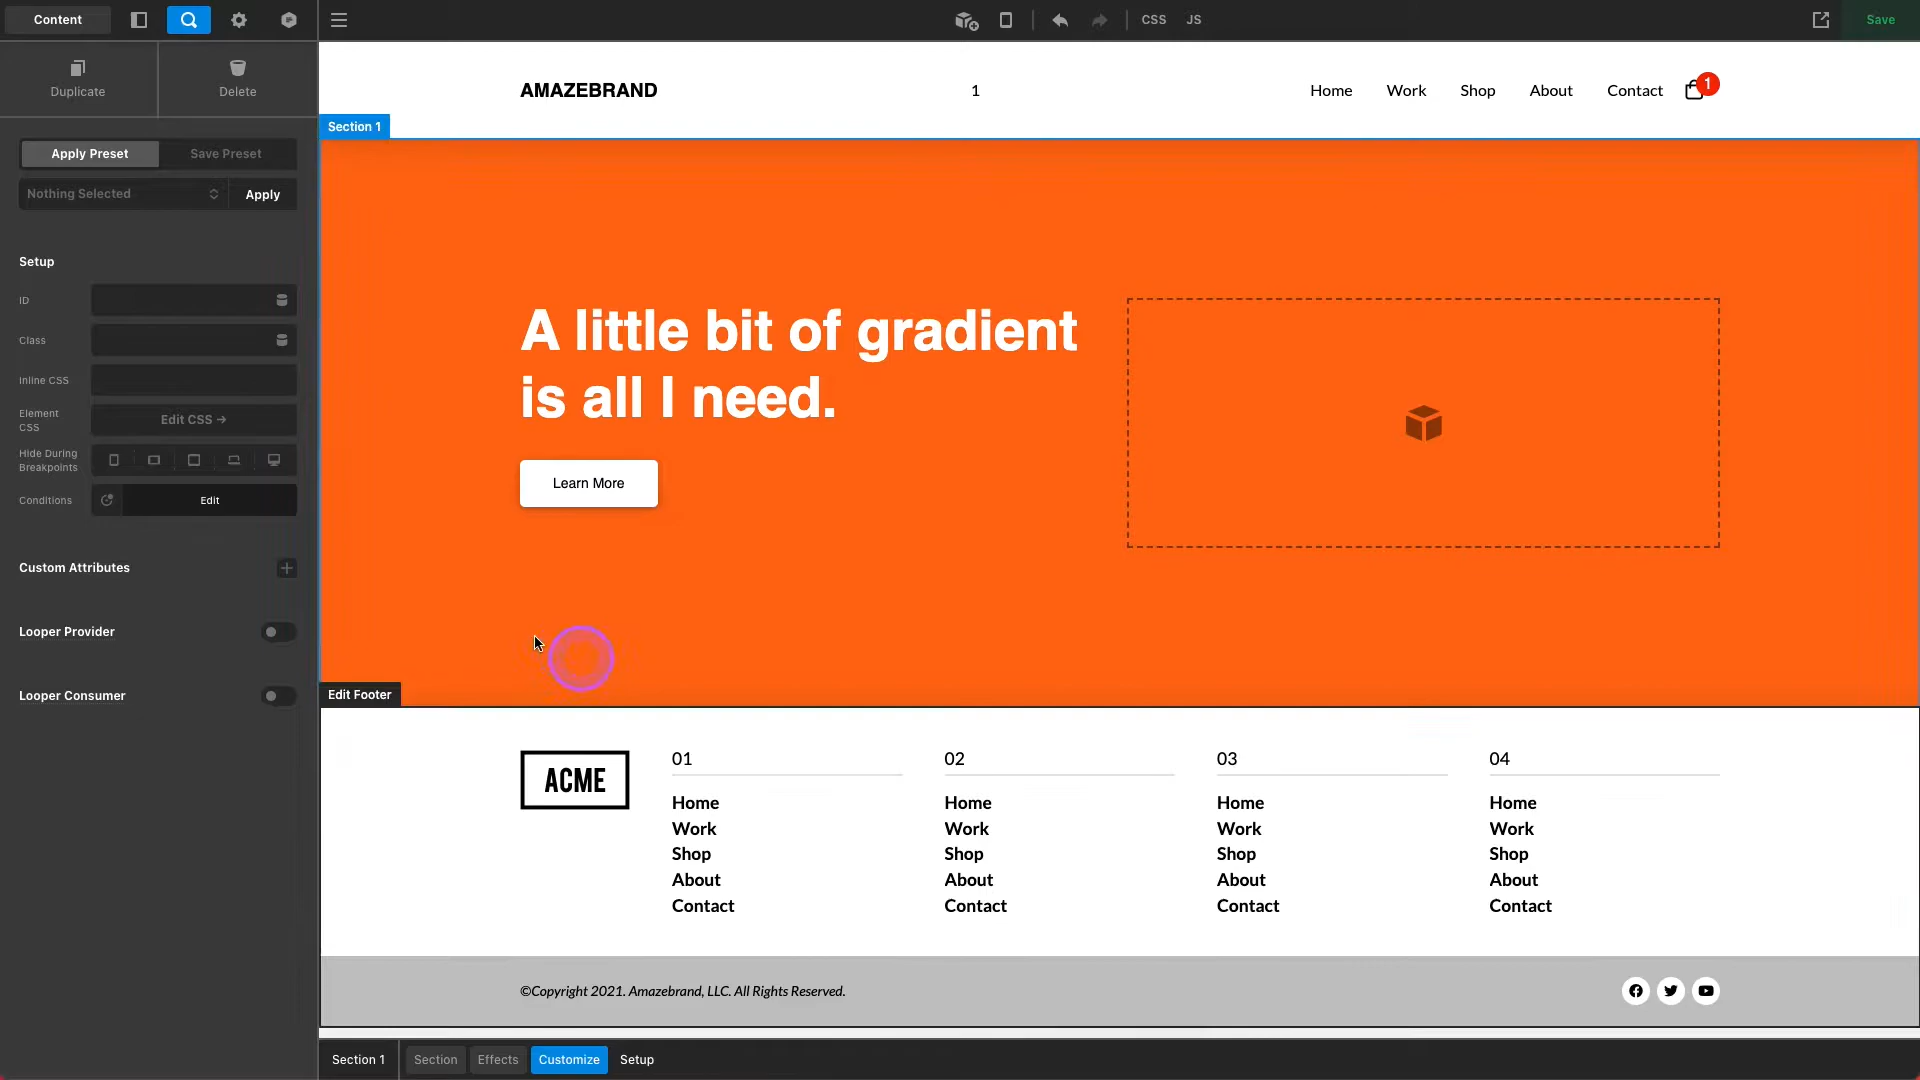 Content
CSS
JS
Save
Duplicate
Delete
Apply Preset
Save Preset
Nothing Selected
Apply
Setup
ID
Class
Inline CSS
Element CSS
Edit CSS →
Hide During Breakpoints
Conditions
Edit
Custom Attributes
Looper Provider
Looper Consumer
AMAZEBRAND
1
Home
Work
Shop
About
Contact
1
Section 1
A little bit of gradient
is all I need.
Learn More
Edit Footer
ACME
01
Home
Work
Shop
About
Contact
02
Home
Work
Shop
About
Contact
03
Home
Work
Shop
About
Contact
04
Home
Work
Shop
About
Contact
©Copyright 2021. Amazebrand, LLC. All Rights Reserved.
Section 1
Section
Effects
Customize
Setup